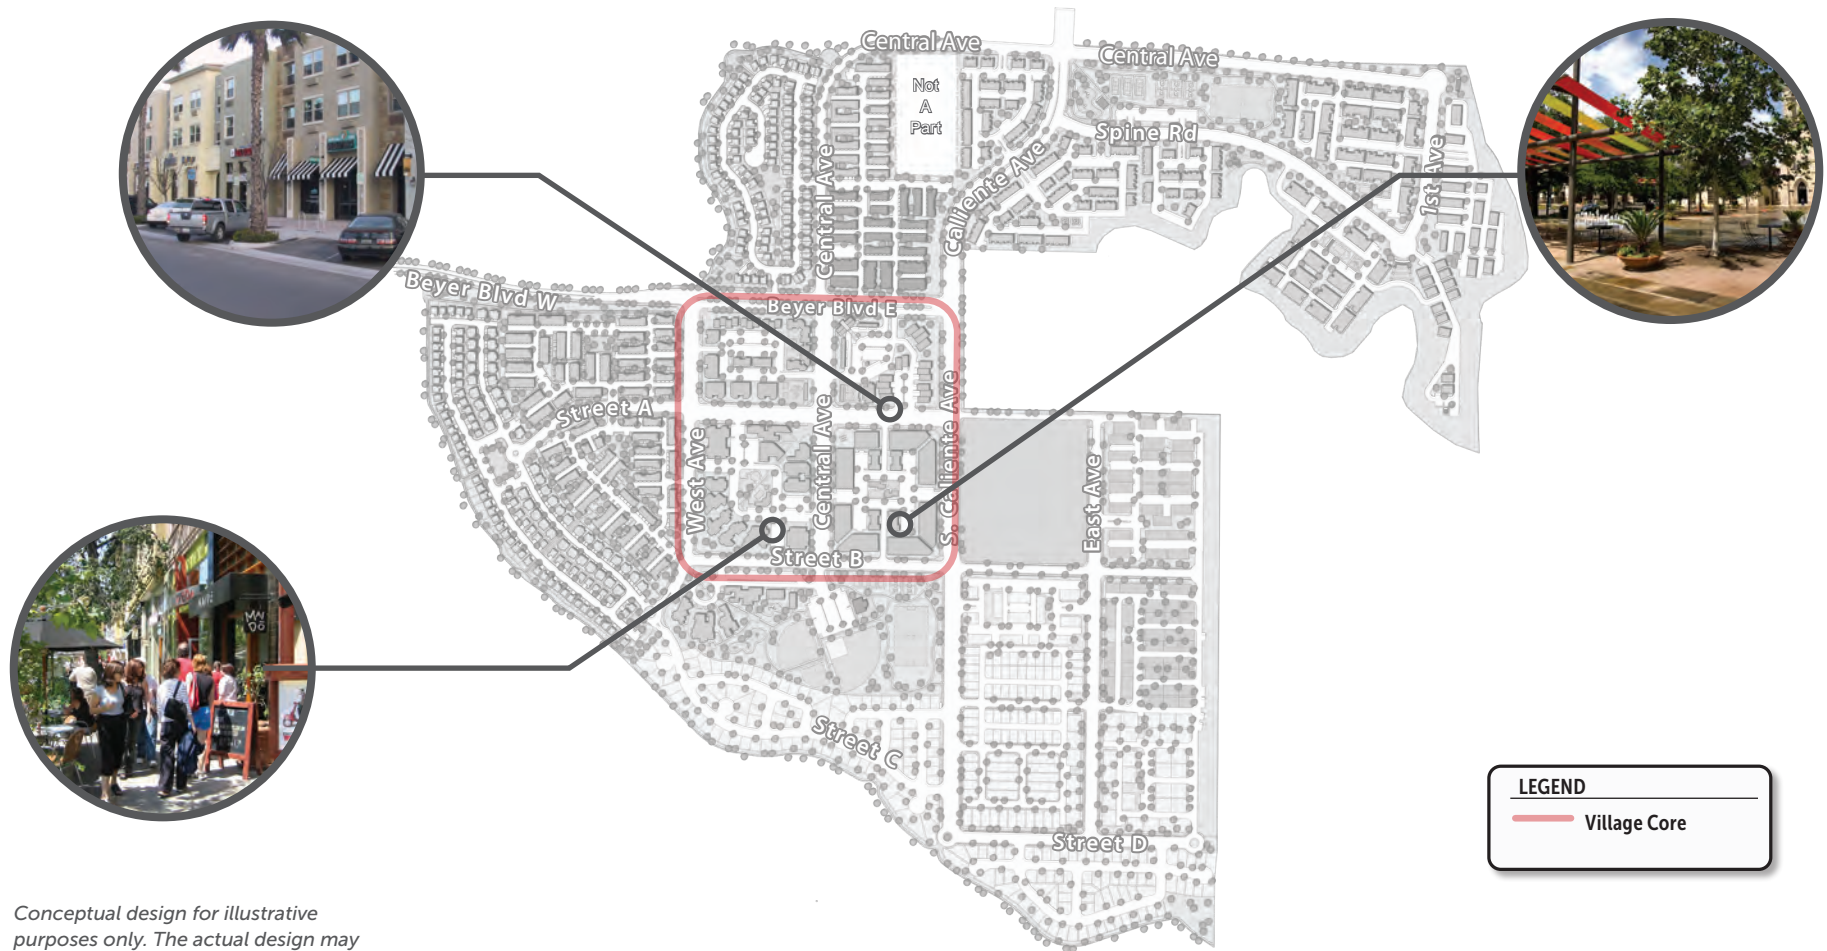 Central Ave
Central Ave
Not
A
Part
Spine Rd
Calliente Ave
1st Ave
Central Ave
Beyer Blvd W
Beyer Blvd E
Street A
West Ave
Central Ave
S. Calliente Ave
East Ave
Street B
Street C
Street D
LEGEND
Village Core
Conceptual design for illustrative
purposes only. The actual design may